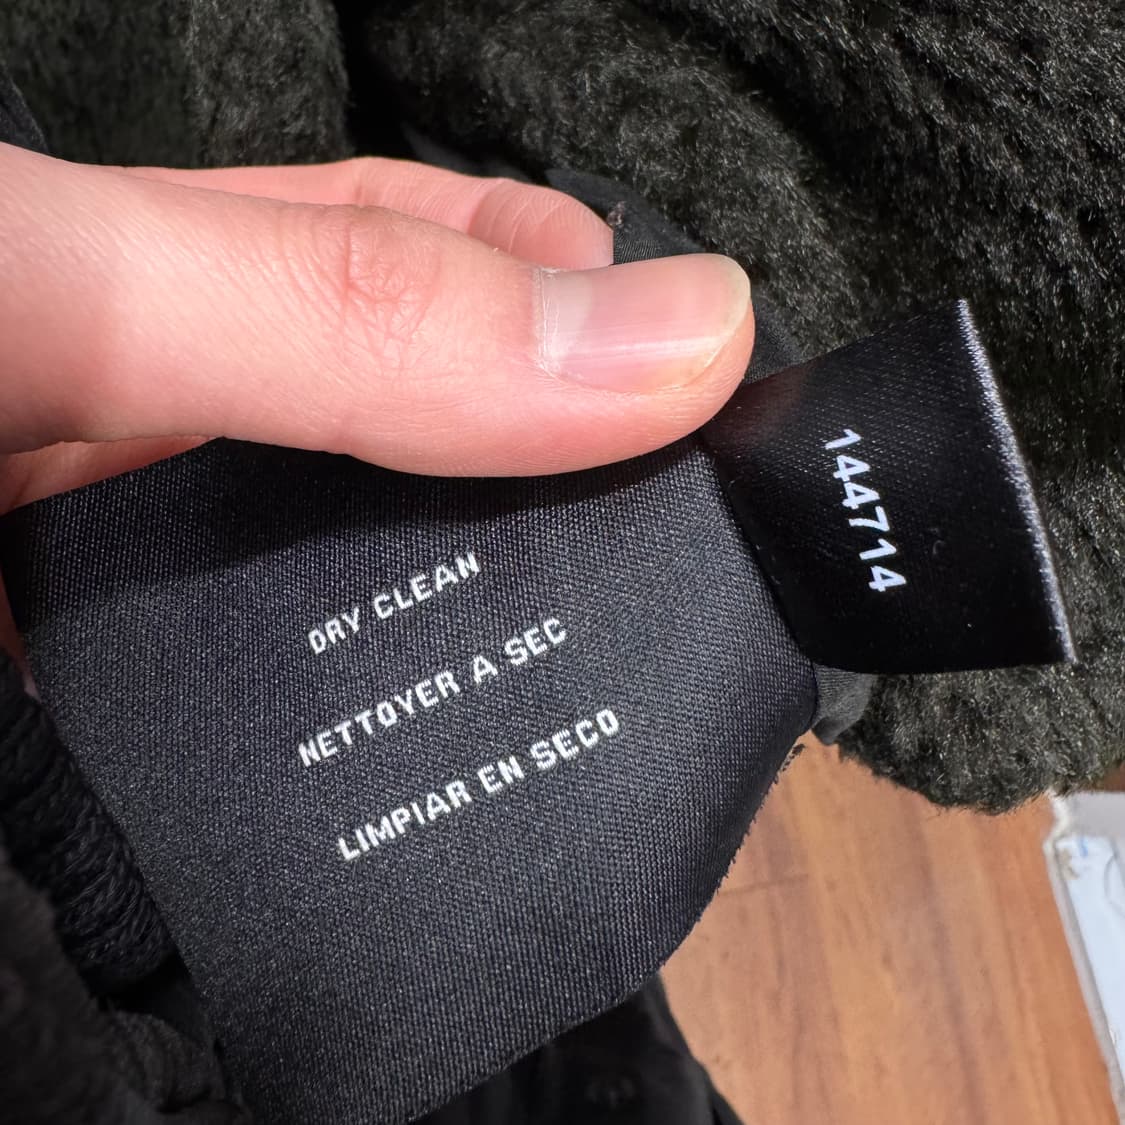 DRY CLEAN
NETTOYER A SEC
LIMPIAR EN SECO
144714